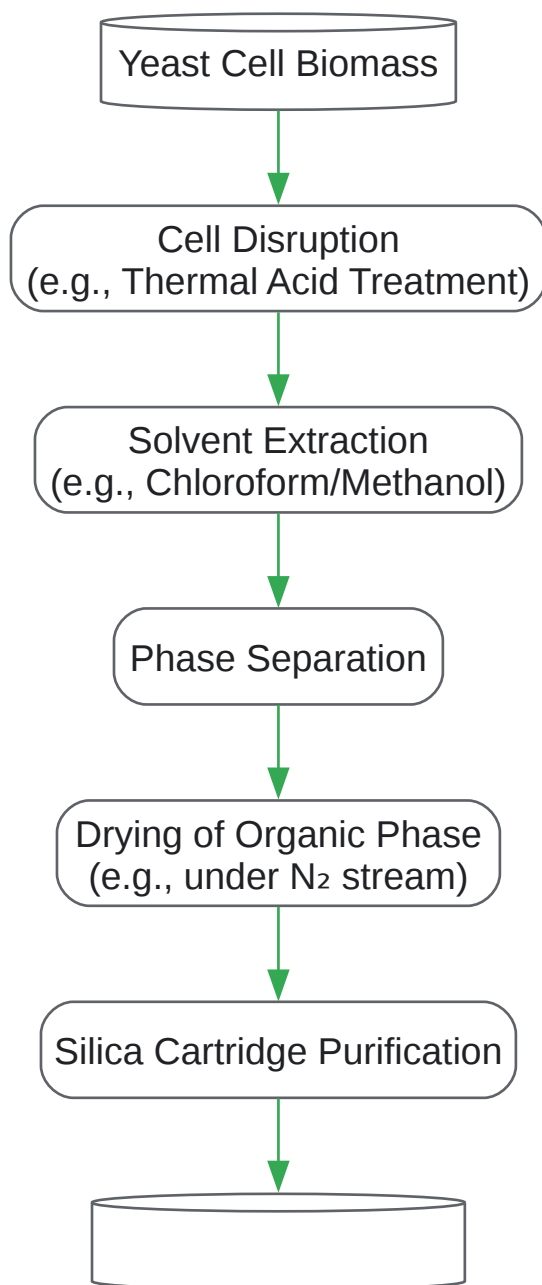 Yeast Cell Biomass
Cell Disruption
(e.g., Thermal Acid Treatment)
Solvent Extraction
(e.g., Chloroform/Methanol)
Phase Separation
Drying of Organic Phase
(e.g., under N₂ stream)
Silica Cartridge Purification